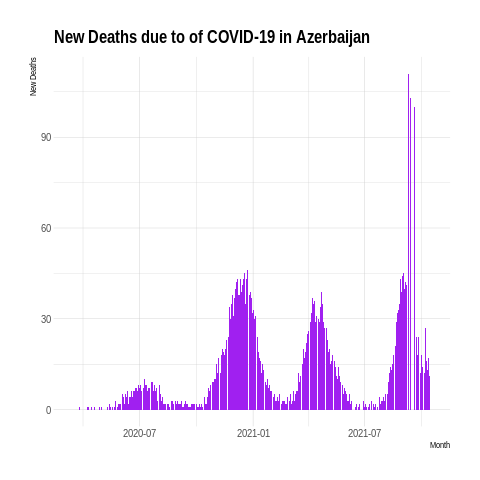 New Deaths due to of COVID-19 in Azerbaijan
New Deaths
90
60
30
0
2020-07 2021-01 2021-07
Month